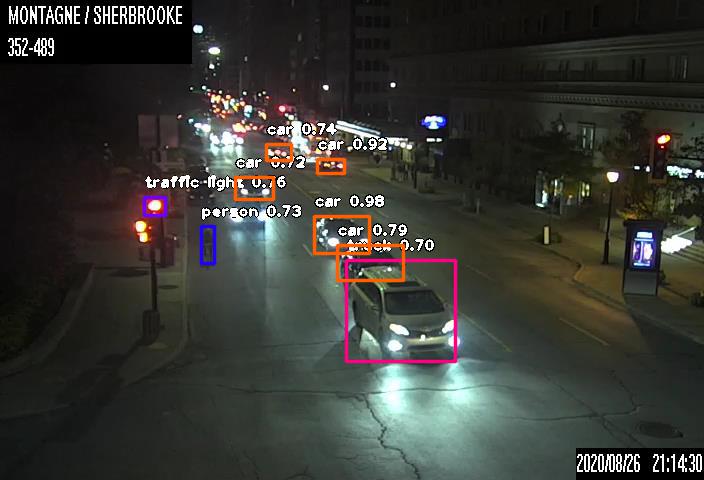 MONTAGNE / SHERBROOKE
352-489
car 0.74
car 0.92
car 0.72
traffic-light 0.76
car 0.98
person 0.73
car 0.79
truck 0.70
2020/08/26 21:14:30